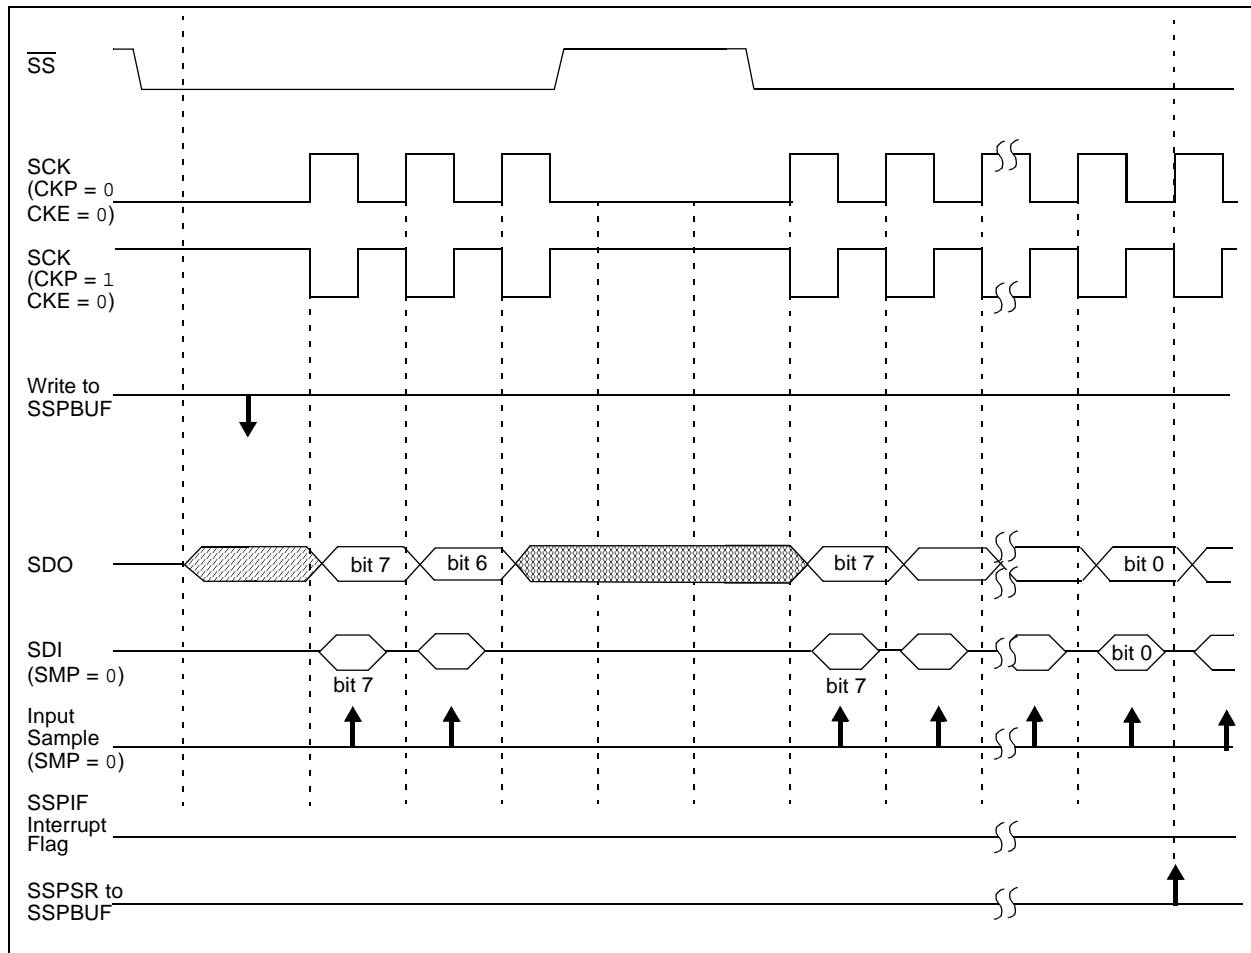 SS
SCK
(CKP = 0
CKE = 0)
SCK
(CKP = 1
CKE = 0)
Write to
SSPBUF
SDO
bit 7
bit 6
bit 7
bit 0
SDI
(SMP = 0)
bit 7
bit 7
bit 0
Input
Sample
(SMP = 0)
SSPIF
Interrupt
Flag
SSPSR to
SSPBUF